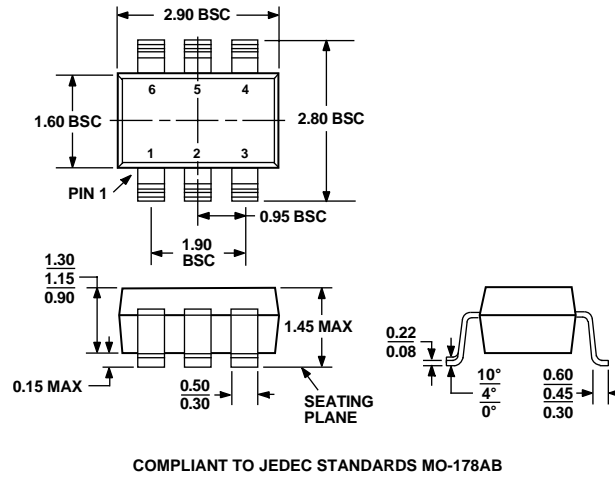 2.90 BSC
6 5 4
1.60 BSC
2.80 BSC
1 2 3
PIN 1
0.95 BSC
1.90
BSC
1.30
1.15
0.90
1.45 MAX
0.15 MAX
0.50
0.30
SEATING
PLANE
0.22
0.08
10°
4°
0°
0.60
0.45
0.30
COMPLIANT TO JEDEC STANDARDS MO-178AB